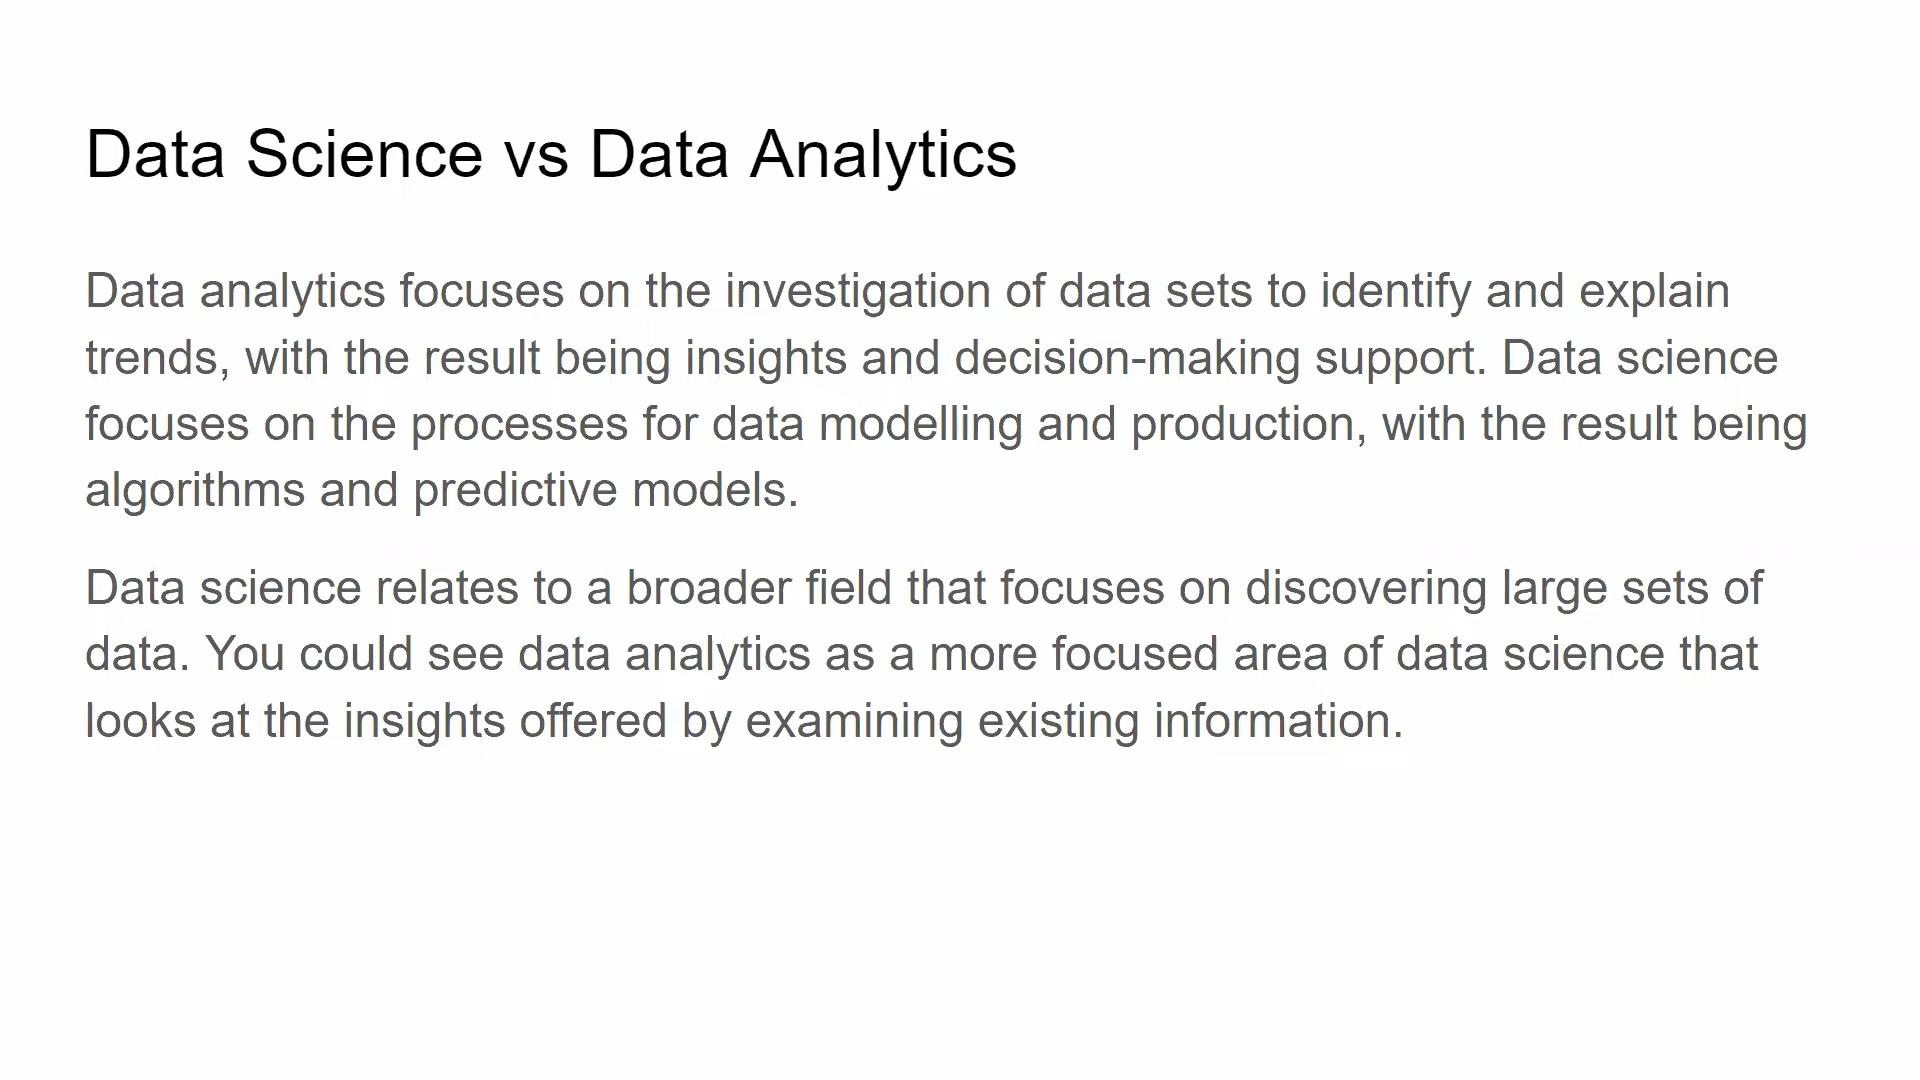 Data Science vs Data Analytics
Data analytics focuses on the investigation of data sets to identify and explain
trends, with the result being insights and decision-making support. Data science
focuses on the processes for data modelling and production, with the result being
algorithms and predictive models.
Data science relates to a broader field that focuses on discovering large sets of
data. You could see data analytics as a more focused area of data science that
looks at the insights offered by examining existing information.